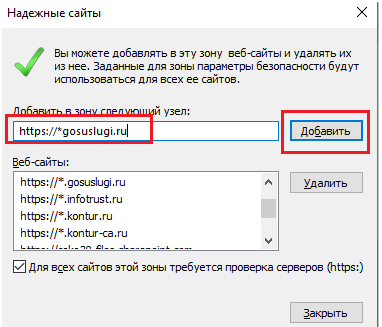 Надежные сайты
Вы можете добавлять в эту зону веб-сайты и удалять их
из нее. Заданные для зоны параметры безопасности будут
использоваться для всех ее сайтов.
Добавить в зону следующий узел:
https://*gosuslugi.ru
Добавить
Веб-сайты:
https://*.gosuslugi.ru
https://*.infotrust.ru
https://*.kontur.ru
https://*.kontur-ca.ru
Удалить
Для всех сайтов этой зоны требуется проверка серверов (https:)
Закрыть